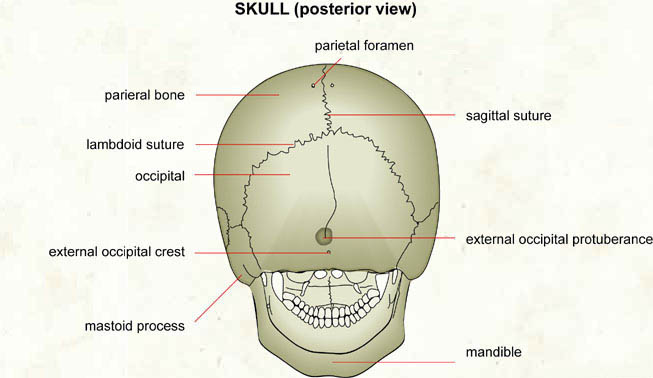 SKULL (posterior view)
parietal foramen
parieral bone
sagittal suture
lambdoid suture
occipital
external occipital protuberance
external occipital crest
mastoid process
mandible